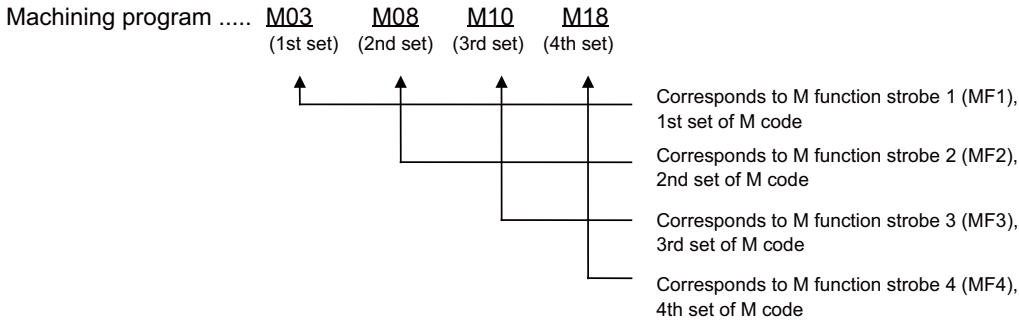 Machining program ..... M03 M08 M10 M18
(1st set) (2nd set) (3rd set) (4th set)
Corresponds to M function strobe 1 (MF1),
1st set of M code
Corresponds to M function strobe 2 (MF2),
2nd set of M code
Corresponds to M function strobe 3 (MF3),
3rd set of M code
Corresponds to M function strobe 4 (MF4),
4th set of M code